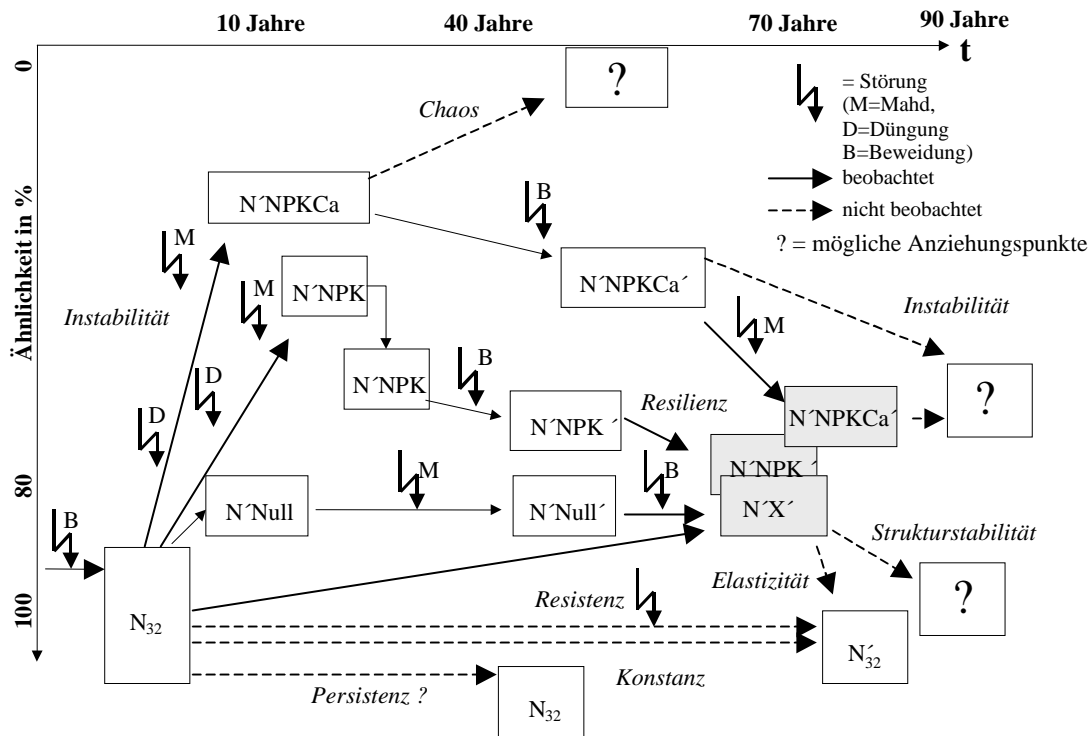 10 Jahre
40 Jahre
70 Jahre
90 Jahre
t
0
80
100
Ähnlichkeit in %
= Störung
(M=Mahd,
D=Düngung
B=Beweidung)
beobachtet
nicht beobachtet
? = mögliche Anziehungspunkte
?
Chaos
N´NPKCa
B
M
N´NPKCa´
M
N´NPK
Instabilität
Instabilität
M
N´NPK
B
D
D
Resilienz
N´NPKCa´
?
N´NPK ´
N´NPK ´
M
B
N´Null
N´Null´
N´X´
B
Strukturstabilität
Elastizität
?
N32
Resistenz
N´32
Konstanz
Persistenz ?
N32